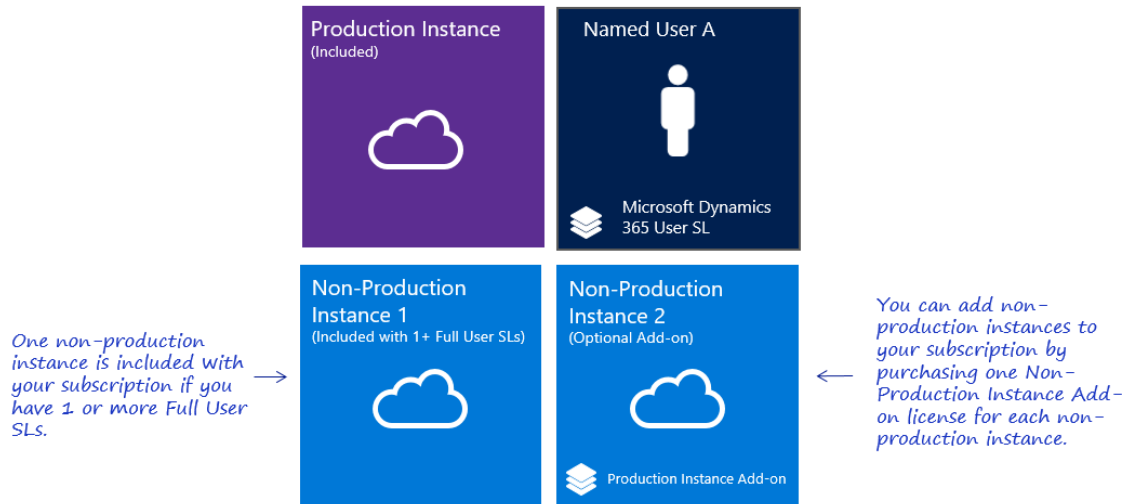 Production Instance
(Included)
Named User A
Microsoft Dynamics
365 User SL
One non-production
instance is included with
your subscription if you
have 1 or more Full User
SLs.
Non-Production
Instance 1
(Included with 1+ Full User SLs)
Non-Production
Instance 2
(Optional Add-on)
Production Instance Add-on
You can add non-
production instances to
your subscription by
purchasing one Non-
Production Instance Add-
on license for each non-
production instance.